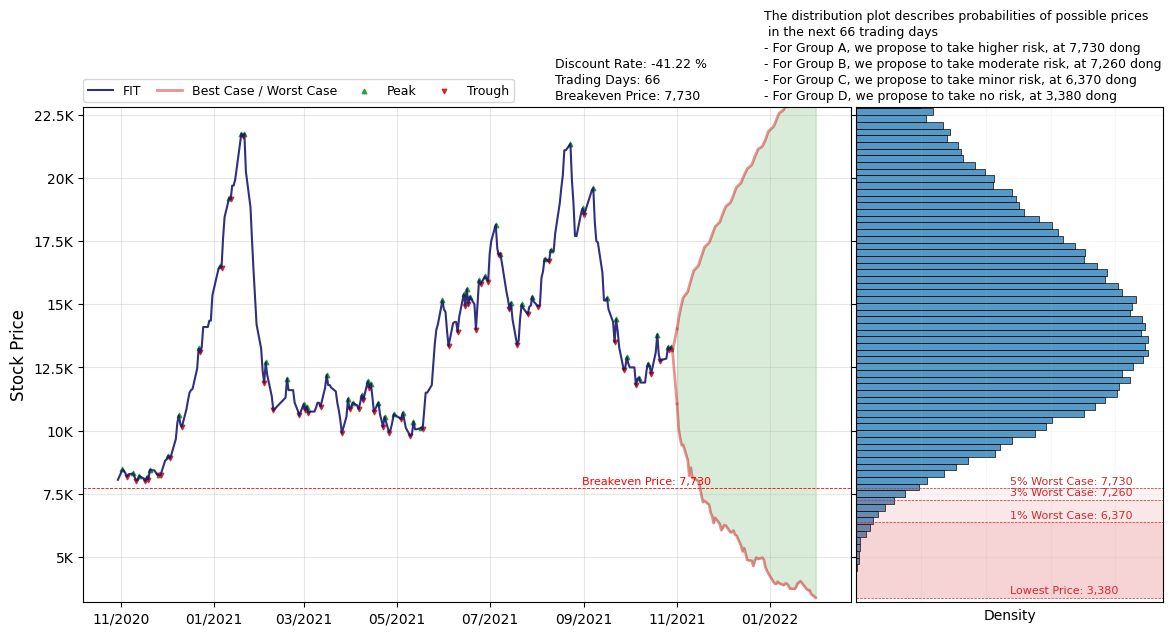 The distribution plot describes probabilities of possible prices
in the next 66 trading days
- For Group A, we propose to take higher risk, at 7,730 dong
- For Group B, we propose to take moderate risk, at 7,260 dong
- For Group C, we propose to take minor risk, at 6,370 dong
- For Group D, we propose to take no risk, at 3,380 dong
Discount Rate: -41.22 %
Trading Days: 66
Breakeven Price: 7,730
FIT
Best Case / Worst Case
Peak
Trough
Stock Price
22.5K
20K
17.5K
15K
12.5K
10K
7.5K
5K
Breakeven Price: 7,730
11/2020
01/2021
03/2021
05/2021
07/2021
09/2021
11/2021
01/2022
5% Worst Case: 7,730
3% Worst Case: 7,260
1% Worst Case: 6,370
Lowest Price: 3,380
Density